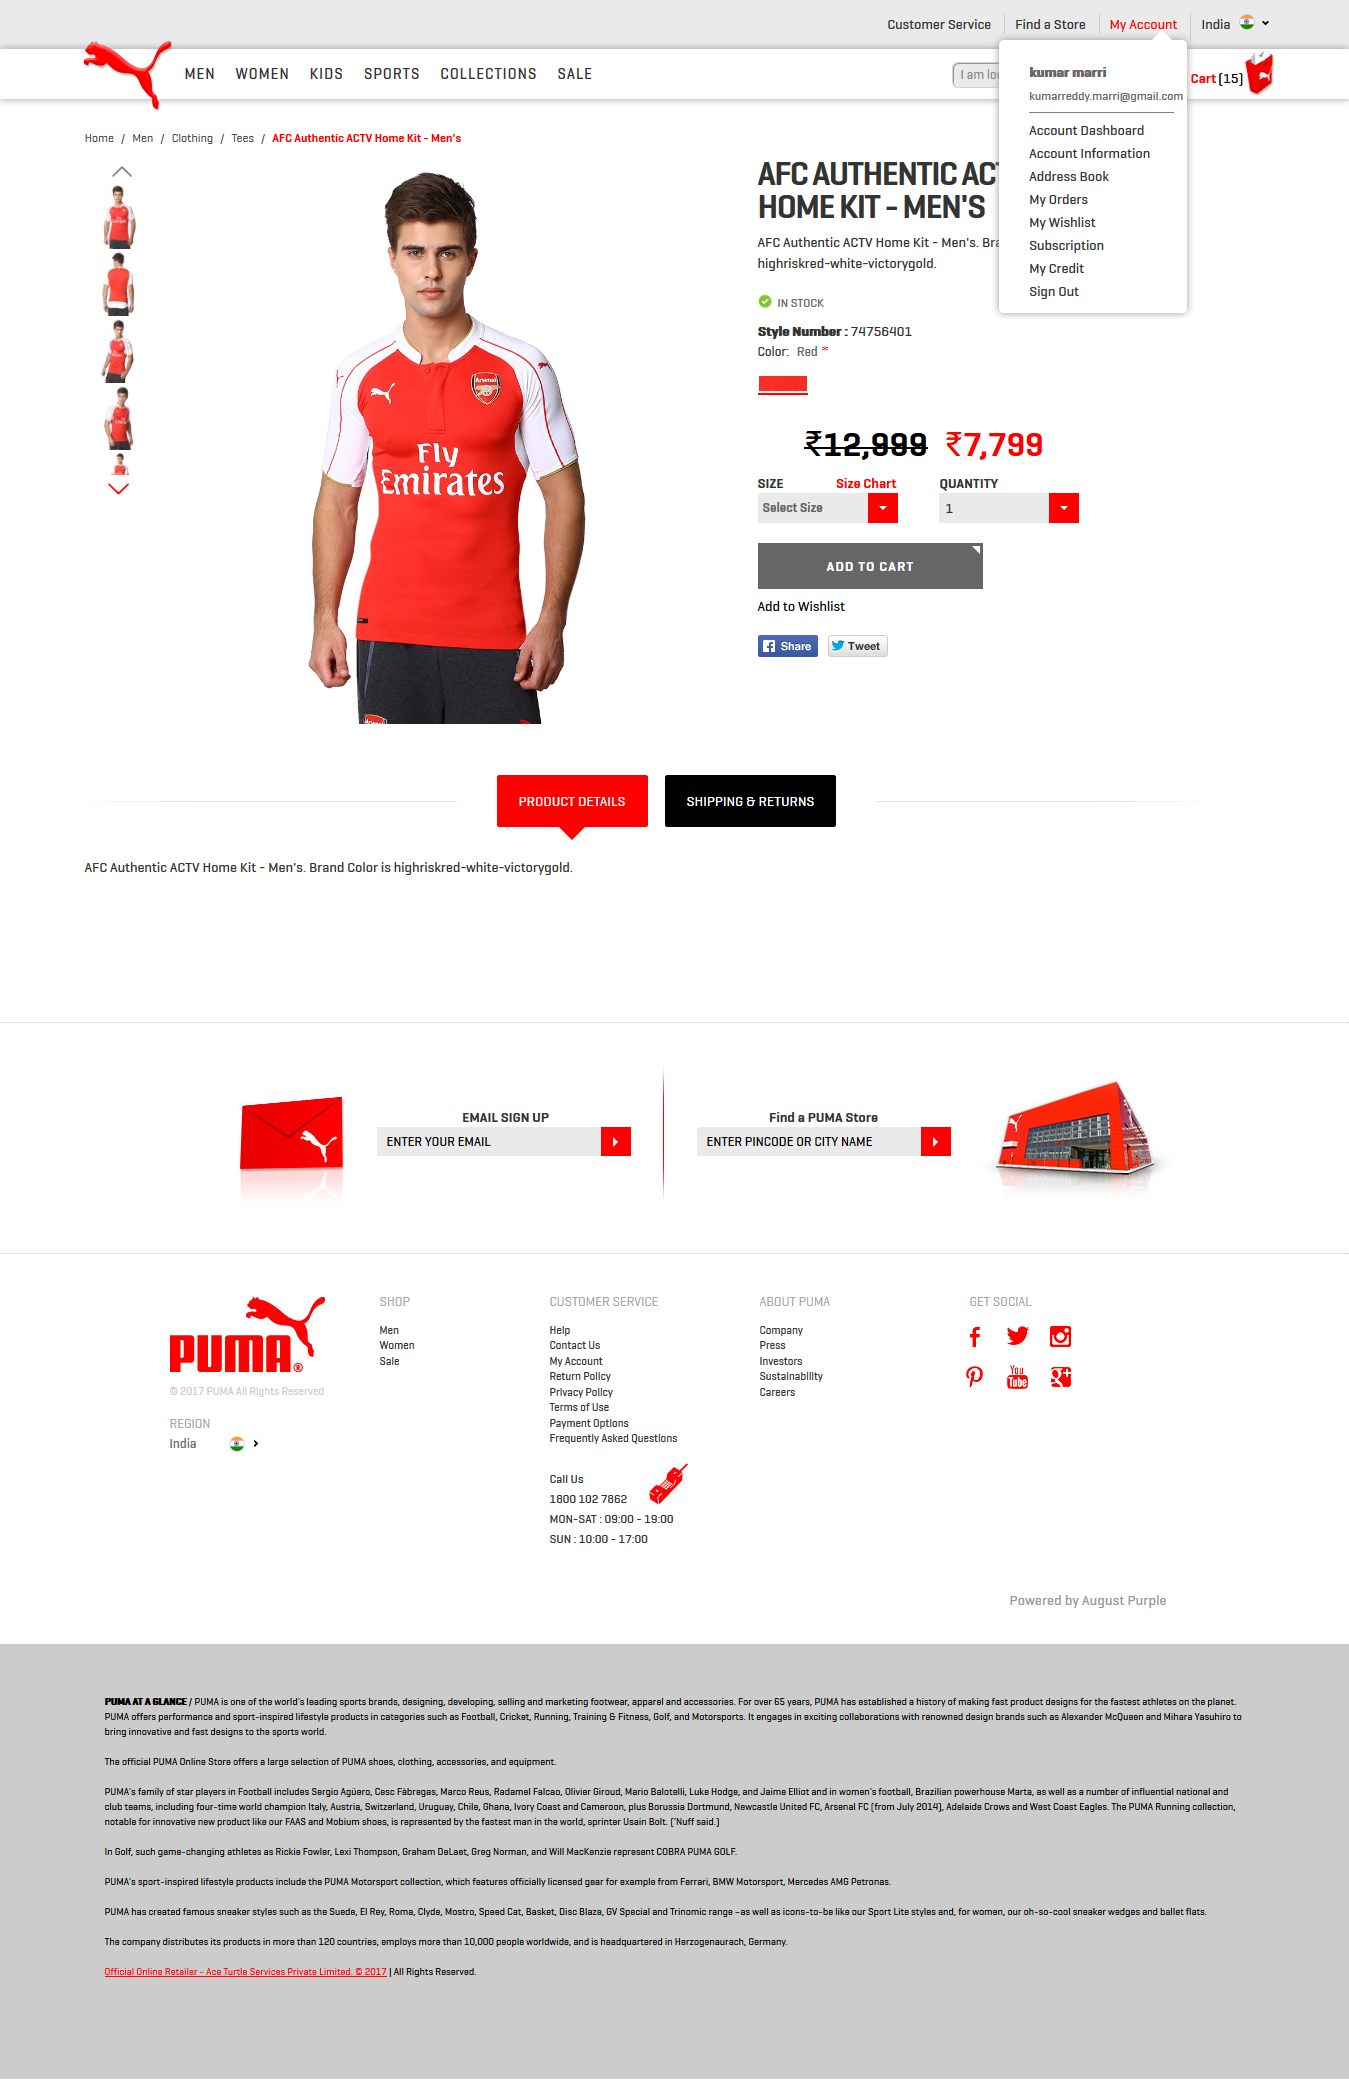 Customer Service
Find a Store
My Account
India
MEN
WOMEN
KIDS
SPORTS
COLLECTIONS
SALE
I am loo
Cart (15)
kumar marri
kumarreddy.marri@gmail.com
Account Dashboard
Account Information
Address Book
My Orders
My Wishlist
Subscription
My Credit
Sign Out
Home / Men / Clothing / Tees / AFC Authentic ACTV Home Kit - Men's
AFC AUTHENTIC ACT
HOME KIT - MEN'S
AFC Authentic ACTV Home Kit - Men's. Bra
highriskred-white-victorygold.
IN STOCK
Style Number : 74756401
Color: Red *
Arsenal
Fly
Emirates
₹12,999 ₹7,799
SIZE
Size Chart
QUANTITY
Select Size
1
ADD TO CART
Add to Wishlist
Share
Tweet
PRODUCT DETAILS
SHIPPING & RETURNS
AFC Authentic ACTV Home Kit - Men's. Brand Color is highriskred-white-victorygold.
EMAIL SIGN UP
ENTER YOUR EMAIL
Find a PUMA Store
ENTER PINCODE OR CITY NAME
PUMA®
© 2017 PUMA All Rights Reserved
REGION
India
SHOP
Men
Women
Sale
CUSTOMER SERVICE
Help
Contact Us
My Account
Return Policy
Privacy Policy
Terms of Use
Payment Options
Frequently Asked Questions
Call Us
1800 102 7862
MON-SAT : 09:00 - 19:00
SUN : 10:00 - 17:00
ABOUT PUMA
Company
Press
Investors
Sustainability
Careers
GET SOCIAL
You
Tube
Powered by August Purple
PUMA AT A GLANCE / PUMA is one of the world's leading sports brands, designing, developing, selling and marketing footwear, apparel and accessories. For over 65 years, PUMA has established a history of making fast product designs for the fastest athletes on the planet.
PUMA offers performance and sport-inspired lifestyle products in categories such as Football, Cricket, Running, Training & Fitness, Golf, and Motorsports. It engages in exciting collaborations with renowned design brands such as Alexander McQueen and Mihara Yasuhiro to
bring innovative and fast designs to the sports world.
The official PUMA Online Store offers a large selection of PUMA shoes, clothing, accessories, and equipment.
PUMA's family of star players in Football includes Sergio Agüero, Cesc Fàbregas, Marco Reus, Radamel Falcao, Olivier Giroud, Mario Balotelli, Luke Hodge, and Jaime Elliot and in women's football, Brazilian powerhouse Marta, as well as a number of influential national and
club teams, including four-time world champion Italy, Austria, Switzerland, Uruguay, Chile, Ghana, Ivory Coast and Cameroon, plus Borussia Dortmund, Newcastle United FC, Arsenal FC (from July 2014), Adelaide Crows and West Coast Eagles. The PUMA Running collection,
notable for innovative new product like our FAAS and Mobium shoes, is represented by the fastest man in the world, sprinter Usain Bolt. ('Nuff said.)
In Golf, such game-changing athletes as Rickie Fowler, Lexi Thompson, Graham DeLaet, Greg Norman, and Will MacKenzie represent COBRA PUMA GOLF.
PUMA's sport-inspired lifestyle products include the PUMA Motorsport collection, which features officially licensed gear for example from Ferrari, BMW Motorsport, Mercedes AMG Petronas.
PUMA has created famous sneaker styles such as the Suede, El Rey, Roma, Clyde, Mostro, Speed Cat, Basket, Disc Blaze, GV Special and Trinomic range –as well as icons-to-be like our Sport Lite styles and, for women, our oh-so-cool sneaker wedges and ballet flats.
The company distributes its products in more than 120 countries, employs more than 10,000 people worldwide, and is headquartered in Herzogenaurach, Germany.
Official Online Retailer - Ace Turtle Services Private Limited. © 2017 | All Rights Reserved.